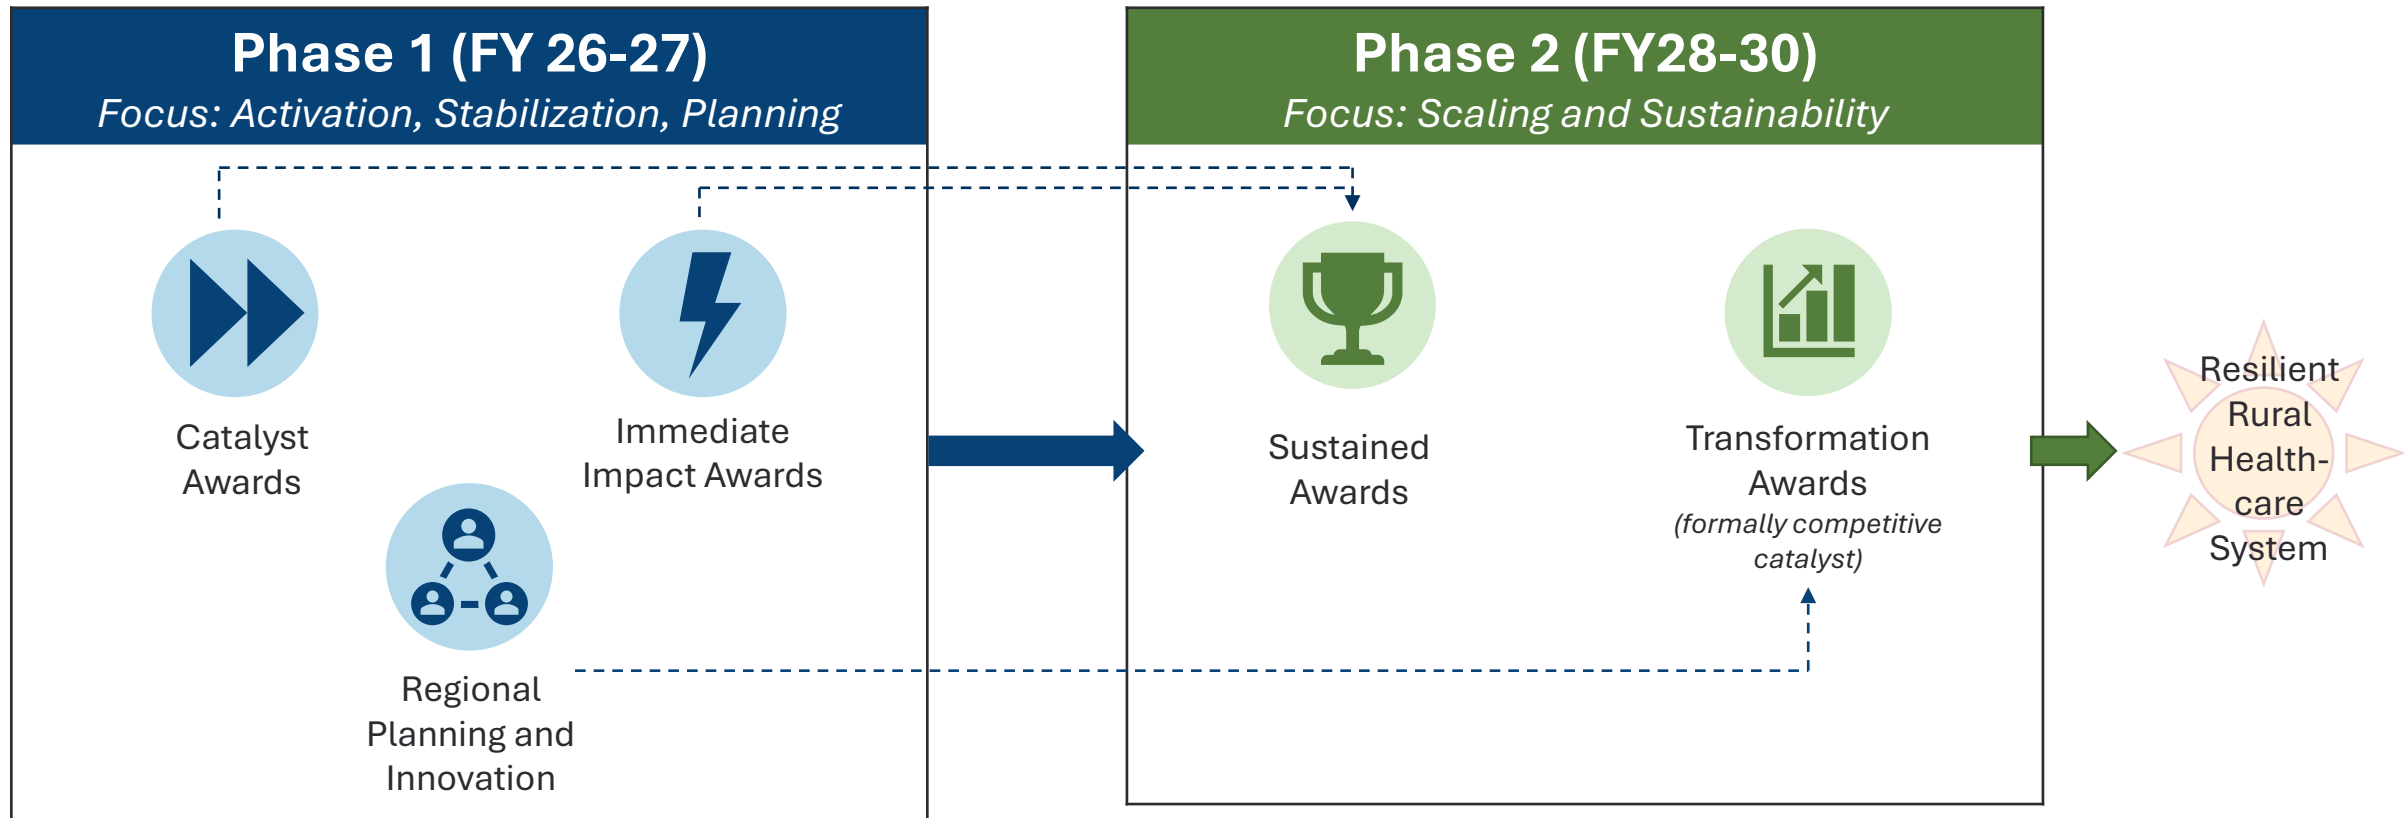 Phase 1 (FY 26-27)
Focus: Activation, Stabilization, Planning
Catalyst
Awards
Immediate
Impact Awards
Regional
Planning and
Innovation
Phase 2 (FY28-30)
Focus: Scaling and Sustainability
Sustained
Awards
Transformation
Awards
(formally competitive
catalyst)
Resilient
Rural
Health-
care
System